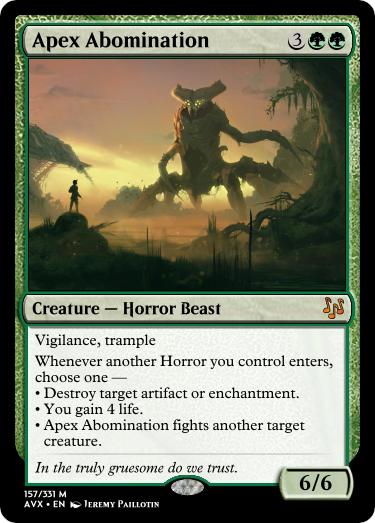 Apex Abomination 3
Creature — Horror Beast
Vigilance, trample
Whenever another Horror you control enters,
choose one —
• Destroy target artifact or enchantment.
• You gain 4 life.
• Apex Abomination fights another target
creature.
In the truly gruesome do we trust.
6/6
157/331 M
AVX • EN Jeremy Paillotin